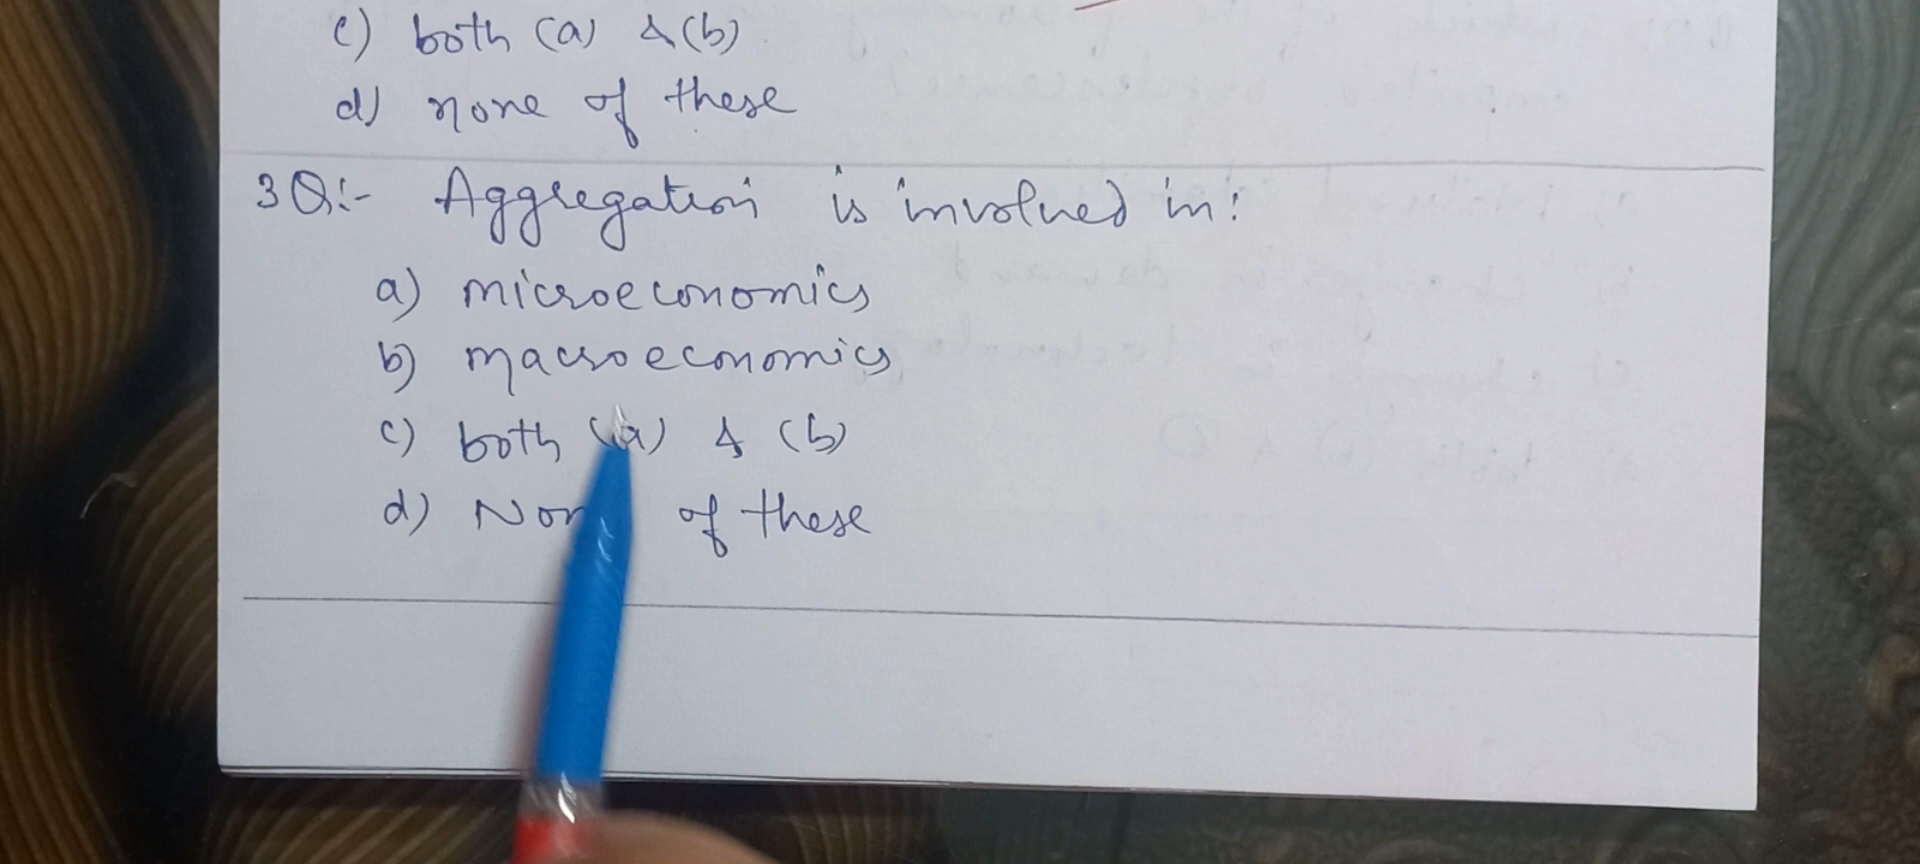 c) both (a) & (b)
d) none of these
3Q:- Aggregation is involved in:
a) microeconomics
b) macroeconomics
c) both (a) & (b)
d) of these